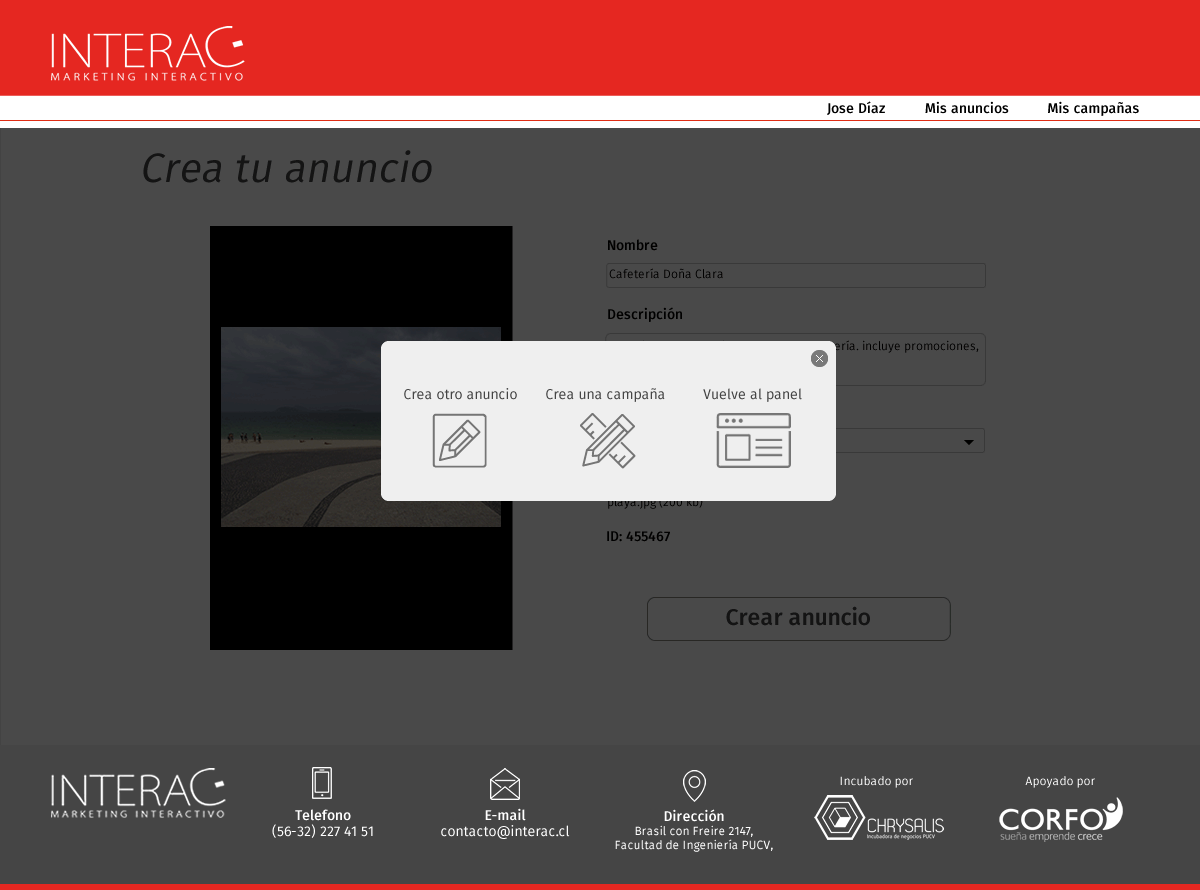 INTERAC
MARKETING INTERACTIVO
Jose Díaz Mis anuncios Mis campañas
Crea tu anuncio
Nombre
Cafetería Doña Clara
Descripción
ería. incluye promociones,
Crea otro anuncio Crea una campaña Vuelve al panel
playa.jpg (200 kb)
ID: 455467
Crear anuncio
INTERAC
MARKETING INTERACTIVO
Telefono
(56-32) 227 41 51
E-mail
contacto@interac.cl
Dirección
Brasil con Freire 2147,
Facultad de Ingeniería PUCV,
Incubado por
CHRYSALIS
Incubadora de negocios PUCV
Apoyado por
CORFO
sueña emprende crece